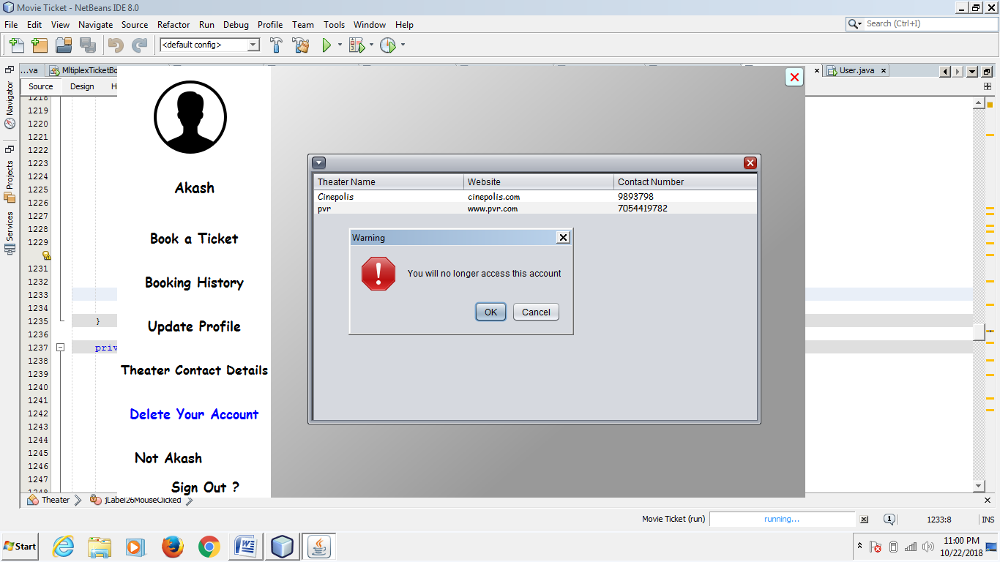 Movie Ticket - NetBeans IDE 8.0
File Edit View Navigate Source Refactor Run Debug Profile Team Tools Window Help
Search (Ctrl+I)
<default config>
...va MltiplexTicketBo User.java
Source Design H
Navigator
Projects
Services
1218
1219
1220
1221
1222
1223
1224
1225
1226
1227
1228
1229
1231
1232
1233
1234
1235 }
1236
1237 priv
1238
1239
1240
1241
1242
1243
1244
1245
1246
1247
1248
Akash
Book a Ticket
Booking History
Update Profile
Theater Contact Details
Delete Your Account
Not Akash
Sign Out ?
Theater Name Website Contact Number
Cinepolis cinepolis.com 9893798
pvr www.pvr.com 7054419782
Warning
You will no longer access this account
OK Cancel
Theater jLabel26MouseClicked
Movie Ticket (run) running... 1 1233:8 INS
Start
11:00 PM
10/22/2018